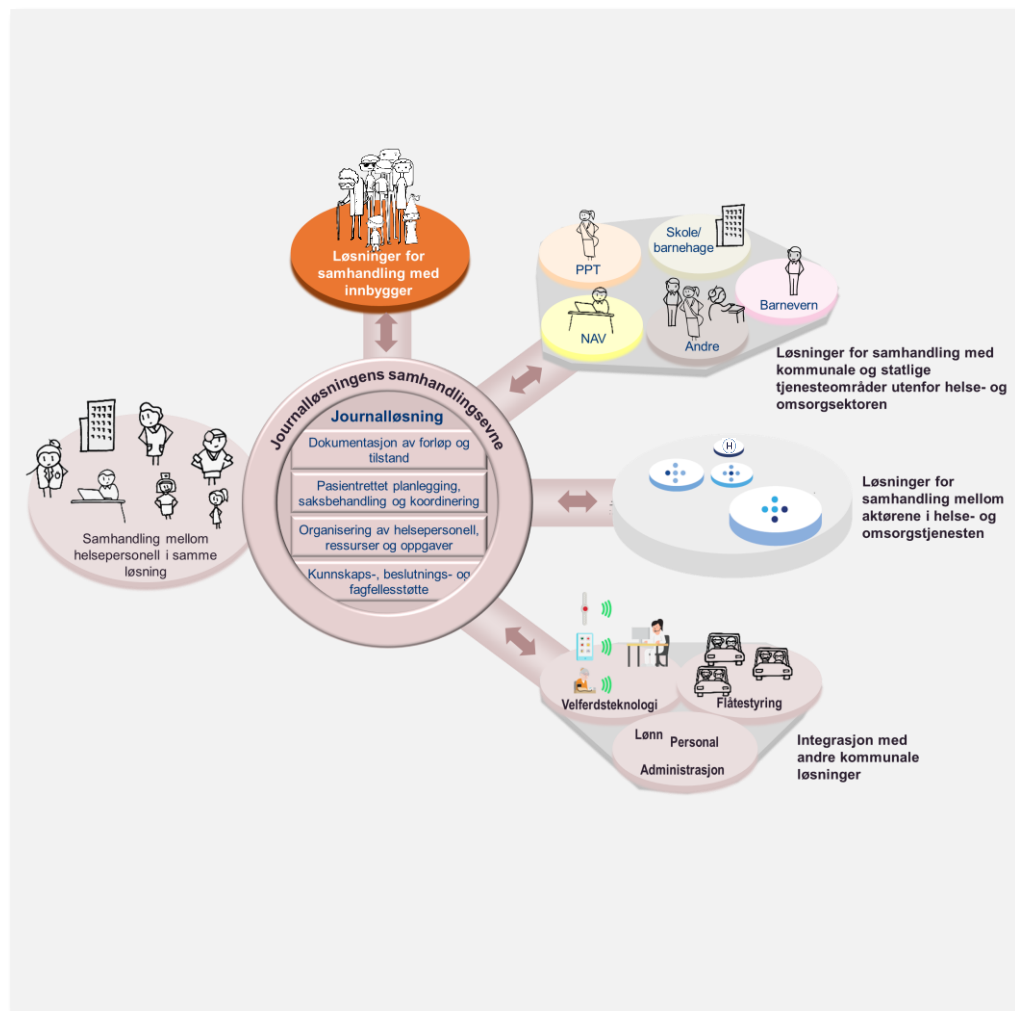 Løsninger for
samhandling med
innbygger
PPT
Skole/
barnehage
Barnevern
NAV
Andre
Løsninger for samhandling med
kommunale og statlige
tjenesteområder utenfor helse- og
omsorgsektoren
Journalløsningens samhandlingsevne
Journalløsning
Dokumentasjon av forløp og
tilstand
Pasientrettet planlegging,
saksbehandling og koordinering
Organisering av helsepersonell,
ressurser og oppgaver
Kunnskaps-, beslutnings- og
fagfellesstøtte
Samhandling mellom
helsepersonell i samme
løsning
H
Løsninger for
samhandling mellom
aktørene i helse- og
omsorgstjenesten
Velferdsteknologi
Flåtestyring
Lønn
Personal
Administrasjon
Integrasjon med
andre kommunale
løsninger